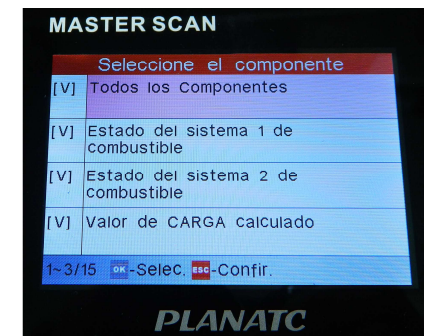 MASTER SCAN
Seleccione el componente
[V] Todos los Componentes
[V] Estado del sistema 1 de
combustible
[V] Estado del sistema 2 de
combustible
[V] Valor de CARGA calculado
1~3/15 OK-Selec. ESC-Confir.
PLANATC